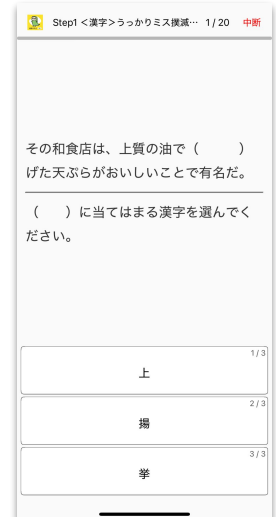 Step1 <漢字>うっかりミス撲滅… 1 / 20 中断
その和食店は、上質の油で（　　　）
げた天ぷらがおいしいことで有名だ。
（　　）に当てはまる漢字を選んでく
ださい。
1 / 3
上
2 / 3
揚
3 / 3
挙